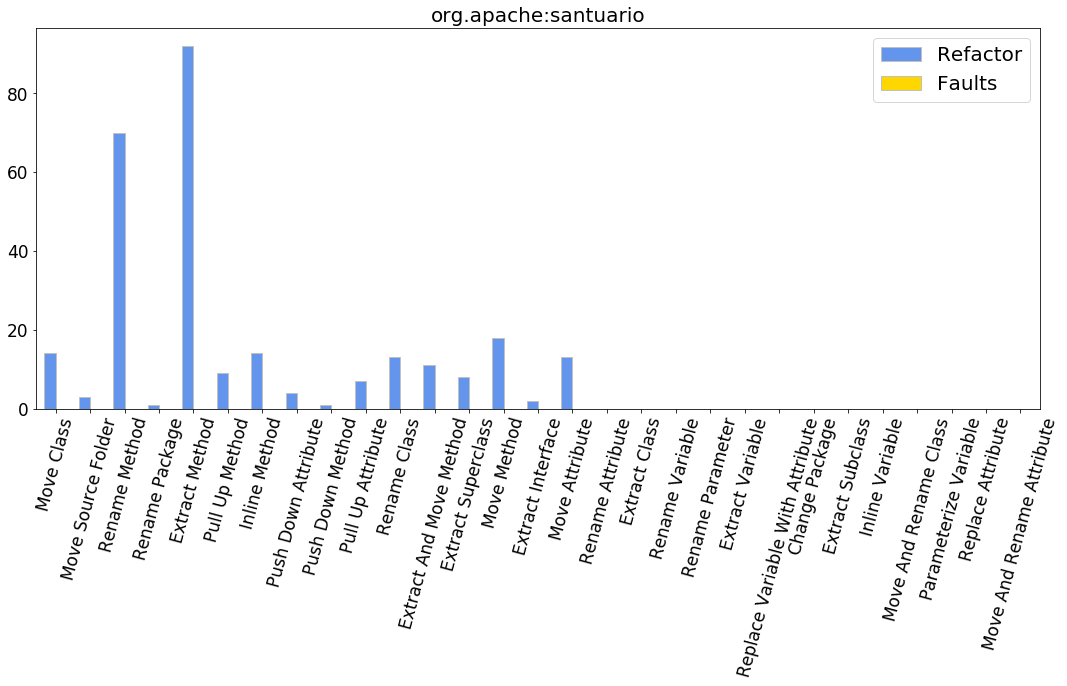 org.apache:santuario
Refactor
Faults
80
60
40
20
0
Move Class
Move Source Folder
Rename Method
Rename Package
Extract Method
Pull Up Method
Inline Method
Push Down Attribute
Push Down Method
Pull Up Attribute
Rename Class
Extract And Move Method
Extract Superclass
Move Method
Extract Interface
Move Attribute
Rename Attribute
Extract Class
Rename Variable
Rename Parameter
Extract Variable
Replace Variable With Attribute
Change Package
Extract Subclass
Inline Variable
Move And Rename Class
Parameterize Variable
Replace Attribute
Move And Rename Attribute